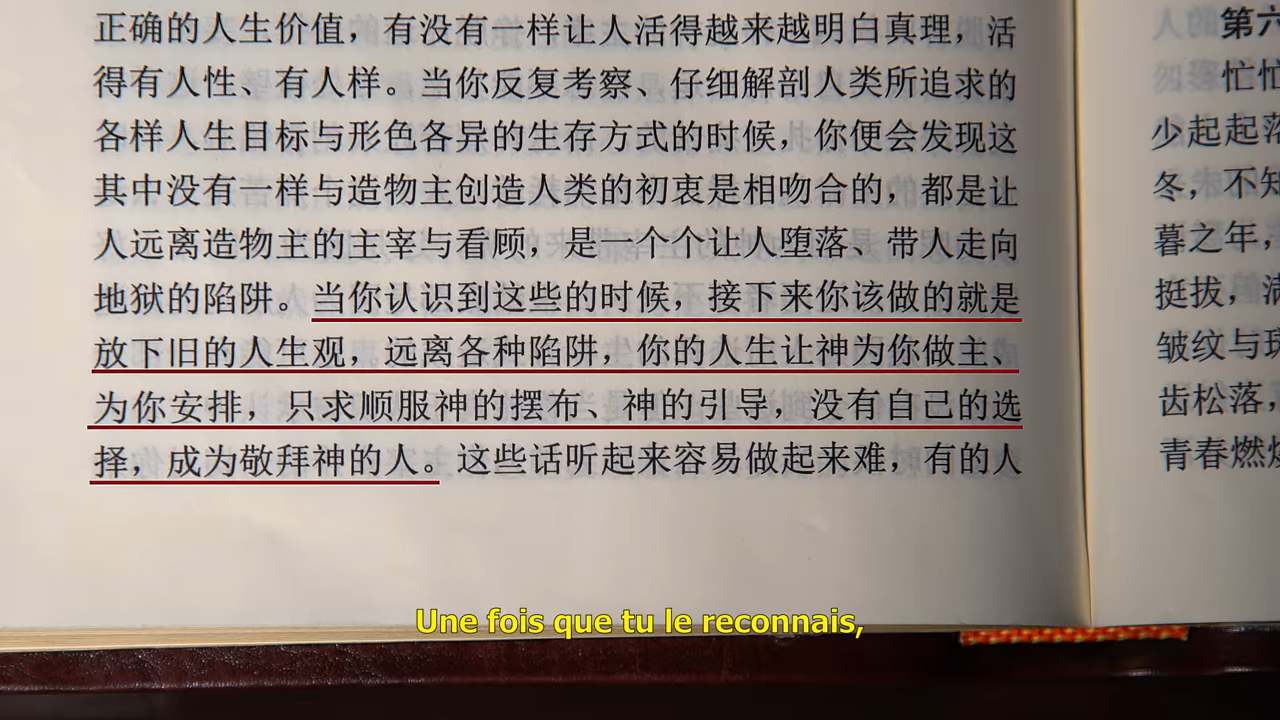 正确的人生价值，有没有一样让人活得越来越明白真理，活
得有人性、有人样。当你反复考察、仔细解剖人类所追求的
各样人生目标与形色各异的生存方式的时候，你便会发现这
其中没有一样与造物主创造人类的初衷是相吻合的，都是让
人远离造物主的主宰与看顾，是一个个让人堕落、带人走向
地狱的陷阱。当你认识到这些的时候，接下来你该做的就是
放下旧的人生观，远离各种陷阱，你的人生让神为你做主、
为你安排，只求顺服神的摆布、神的引导，没有自己的选
择，成为敬拜神的人。这些话听起来容易做起来难，有的人
第六
忙忙
少起起落
冬，不知
暮之年，
挺拔，满
皱纹与斑
齿松落，
青春燃烧
Une fois que tu le reconnais,